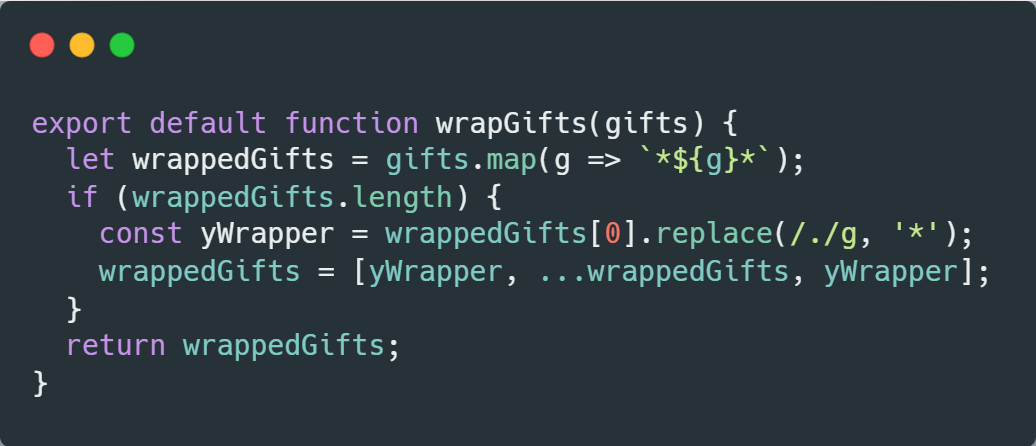 export default function wrapGifts(gifts) {
  let wrappedGifts = gifts.map(g => `*${g}*`);
  if (wrappedGifts.length) {
    const yWrapper = wrappedGifts[0].replace(/./g, '*');
    wrappedGifts = [yWrapper, ...wrappedGifts, yWrapper];
  }
  return wrappedGifts;
}